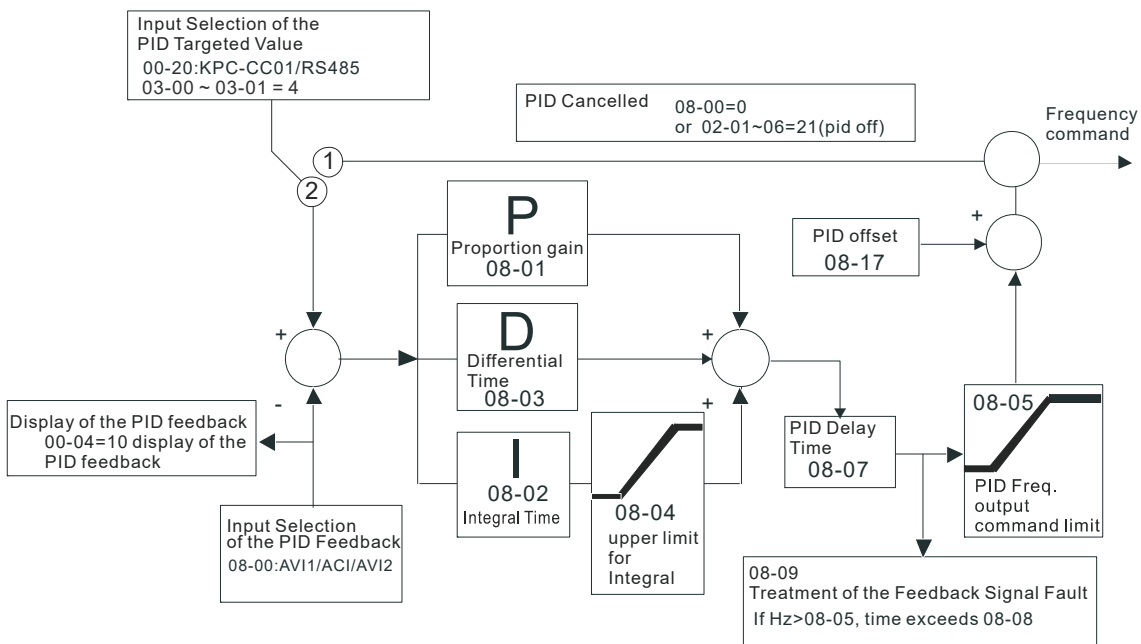 Input Selection of the
PID Targeted Value
00-20:KPC-CC01/RS485
03-00 ~ 03-01 = 4
PID Cancelled 08-00=0
or 02-01~06=21(pid off)
Frequency
command
1
2
P
Proportion gain
08-01
+
PID offset
08-17
+
D
Differential
Time
08-03
+
+
-
Display of the PID feedback
00-04=10 display of the
PID feedback
I
08-02
Integral Time
08-04
upper limit
for
Integral
PID Delay
Time
08-07
08-05
PID Freq.
output
command limit
Input Selection
of the PID Feedback
08-00:AVI1/ACI/AVI2
08-09
Treatment of the Feedback Signal Fault
If Hz>08-05, time exceeds 08-08